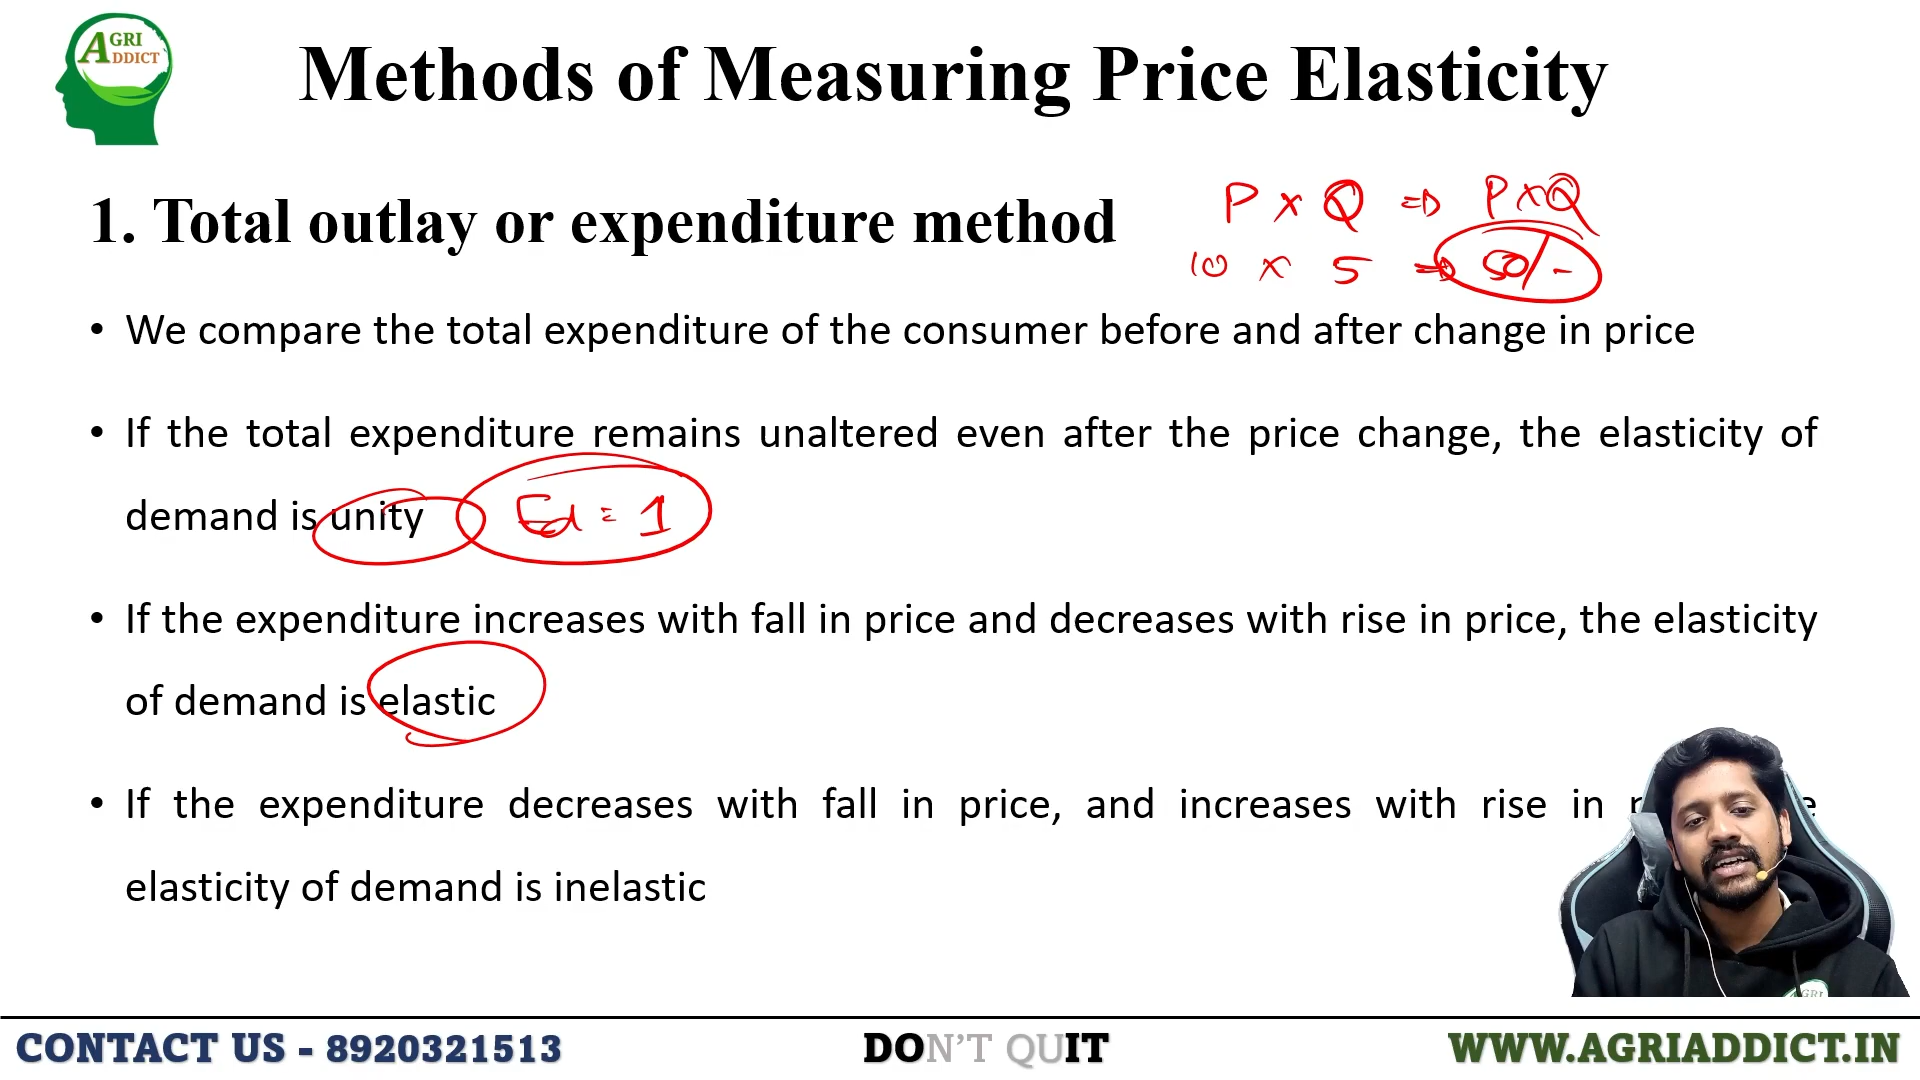 AGRI
ADDICT
Methods of Measuring Price Elasticity
1. Total outlay or expenditure method
P x Q ⇒ P x Q
10 x 5 ⇒ 50/-
• We compare the total expenditure of the consumer before and after change in price
• If the total expenditure remains unaltered even after the price change, the elasticity of
demand is unity Ed = 1
• If the expenditure increases with fall in price and decreases with rise in price, the elasticity
of demand is elastic
• If the expenditure decreases with fall in price, and increases with rise in
elasticity of demand is inelastic
CONTACT US - 8920321513
DON'T QUIT
WWW.AGRIADDICT.IN